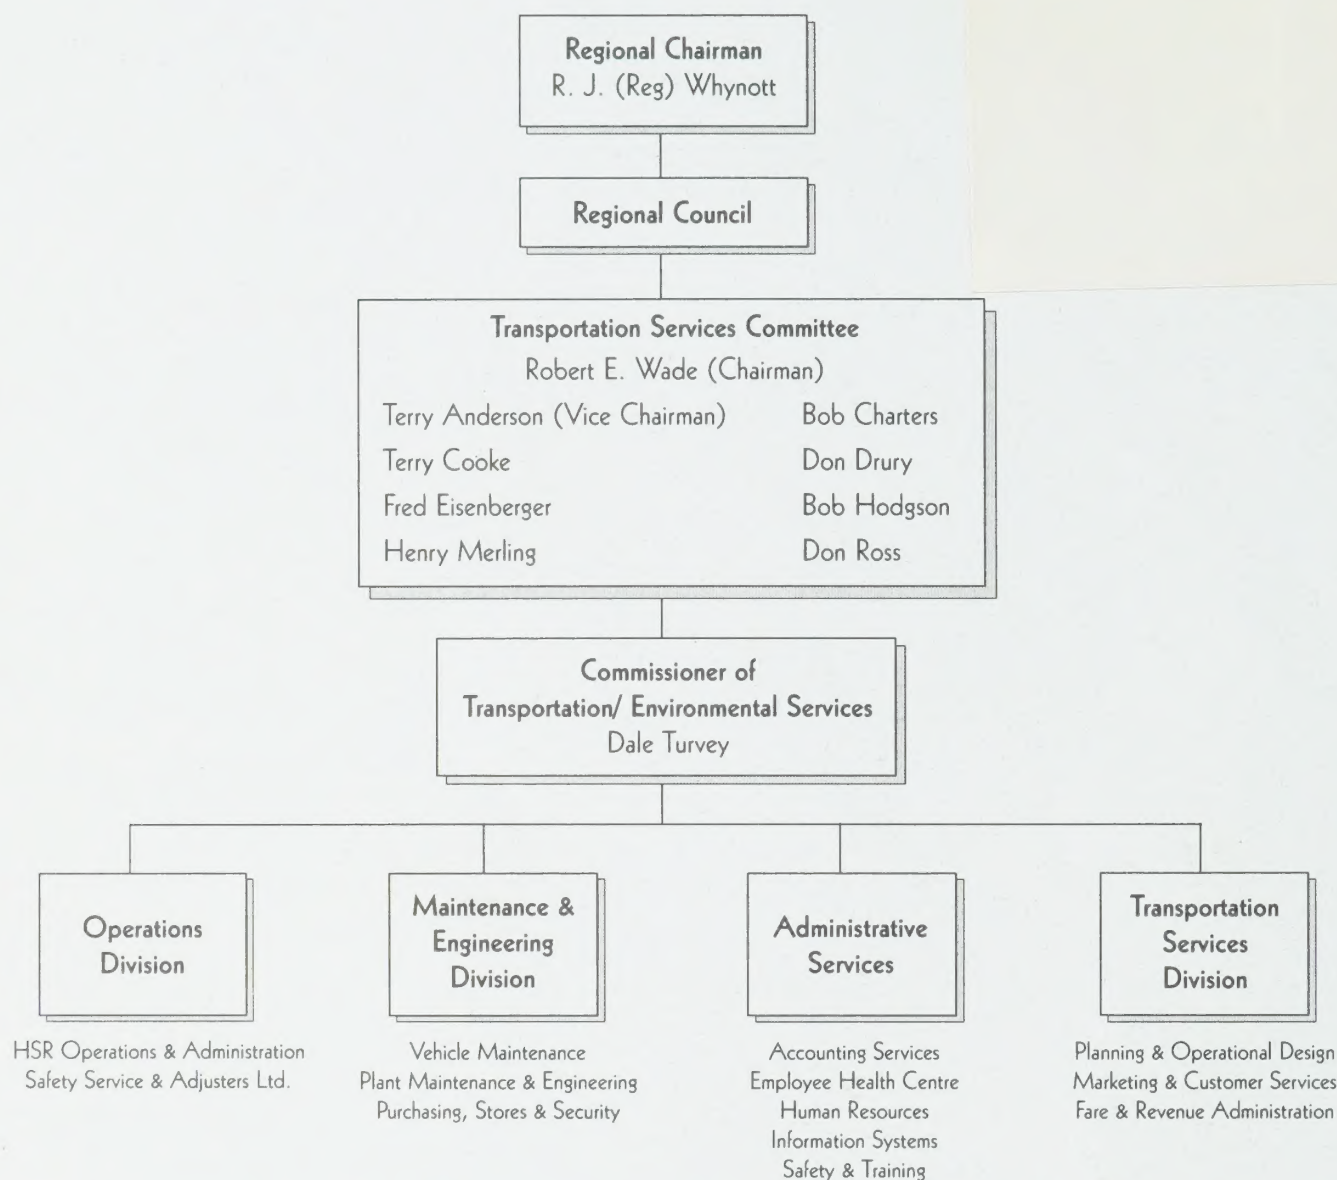 Regional Chairman
R. J. (Reg) Whynott
Regional Council
Transportation Services Committee
Robert E. Wade (Chairman)
Terry Anderson (Vice Chairman)
Terry Cooke
Fred Eisenberger
Henry Merling
Bob Charters
Don Drury
Bob Hodgson
Don Ross
Commissioner of
Transportation/ Environmental Services
Dale Turvey
Operations
Division
HSR Operations & Administration
Safety Service & Adjusters Ltd.
Maintenance &
Engineering
Division
Vehicle Maintenance
Plant Maintenance & Engineering
Purchasing, Stores & Security
Administrative
Services
Accounting Services
Employee Health Centre
Human Resources
Information Systems
Safety & Training
Transportation
Services
Division
Planning & Operational Design
Marketing & Customer Services
Fare & Revenue Administration